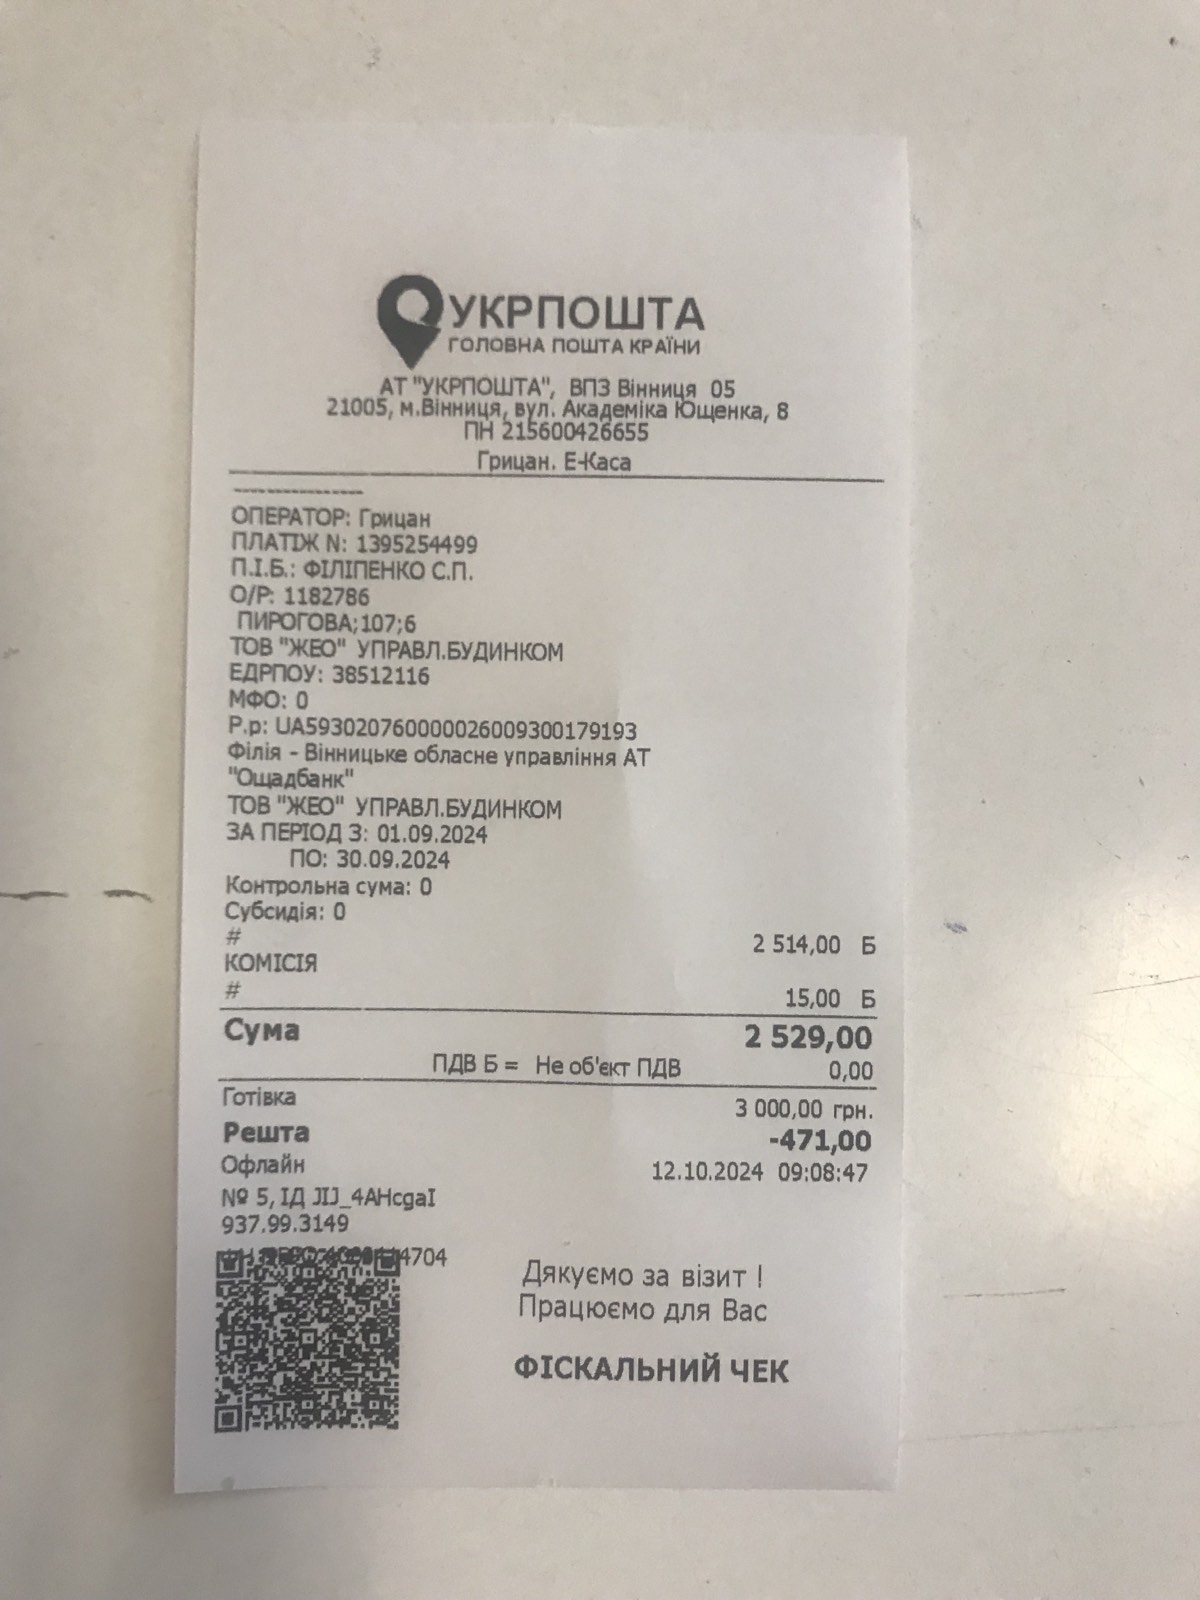 УКРПОШТА
ГОЛОВНА ПОШТА КРАЇНИ
АТ "УКРПОШТА", ВПЗ Вінниця 05
21005, м.Вінниця, вул. Академіка Ющенка, 8
ПН 215600426655
Грицан. Е-Каса
--------------
ОПЕРАТОР: Грицан
ПЛАТІЖ N: 1395254499
П.І.Б.: ФІЛІПЕНКО С.П.
О/Р: 1182786
ПИРОГОВА;107;6
ТОВ "ЖЕО" УПРАВЛ.БУДИНКОМ
ЕДРПОУ: 38512116
МФО: 0
Р.р: UA593020760000026009300179193
Філія - Вінницьке обласне управління АТ
"Ощадбанк"
ТОВ "ЖЕО" УПРАВЛ.БУДИНКОМ
ЗА ПЕРІОД З: 01.09.2024
ПО: 30.09.2024
Контрольна сума: 0
Субсидія: 0
# 2 514,00 Б
КОМІСІЯ
# 15,00 Б
Сума 2 529,00
ПДВ Б = Не об'єкт ПДВ 0,00
Готівка 3 000,00 грн.
Решта -471,00
Офлайн 12.10.2024 09:08:47
№ 5, ІД JIJ_4AHcgaI
937.99.3149
4704
Дякуємо за візит !
Працюємо для Вас
ФІСКАЛЬНИЙ ЧЕК